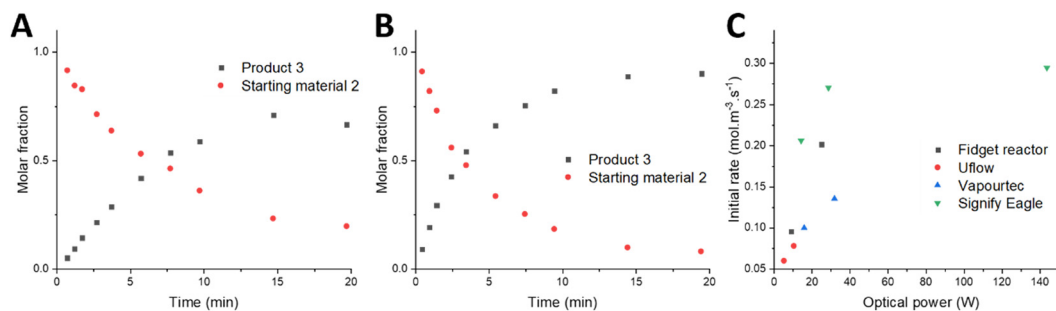 A
1.0
0.5
0.0
Molar fraction
Product 3
Starting material 2
0
5
10
15
20
Time (min)
B
1.0
0.5
0.0
Molar fraction
Product 3
Starting material 2
0
5
10
15
20
Time (min)
C
0.30
0.25
0.20
0.15
0.10
0.05
Initial rate (mol.m⁻³.s⁻¹)
Fidget reactor
Uflow
Vapourtec
Signify Eagle
0
20
40
60
80
100
120
140
Optical power (W)